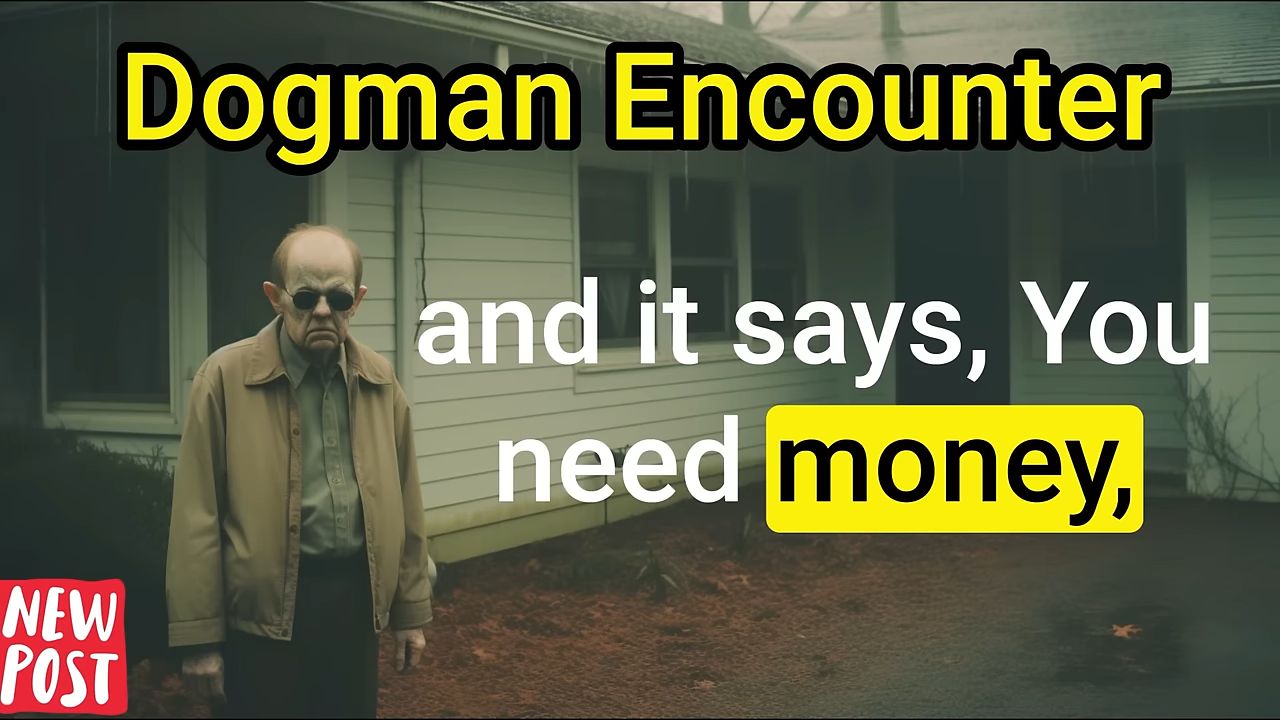 Dogman Encounter
and it says, You
need money,
NEW
POST